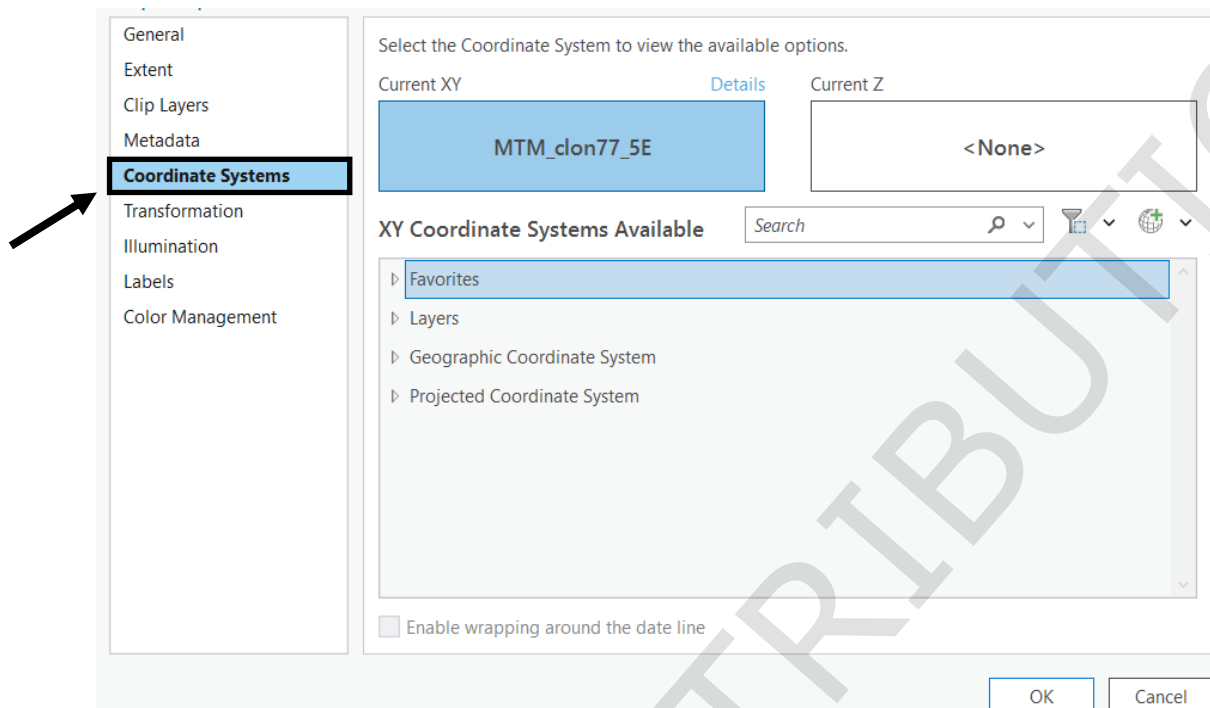 General
Extent
Clip Layers
Metadata
Coordinate Systems
Transformation
Illumination
Labels
Color Management
Select the Coordinate System to view the available options.
Current XY Details Current Z
MTM_clon77_5E <None>
XY Coordinate Systems Available Search
Favorites
Layers
Geographic Coordinate System
Projected Coordinate System
Enable wrapping around the date line
OK Cancel
TRIBUT